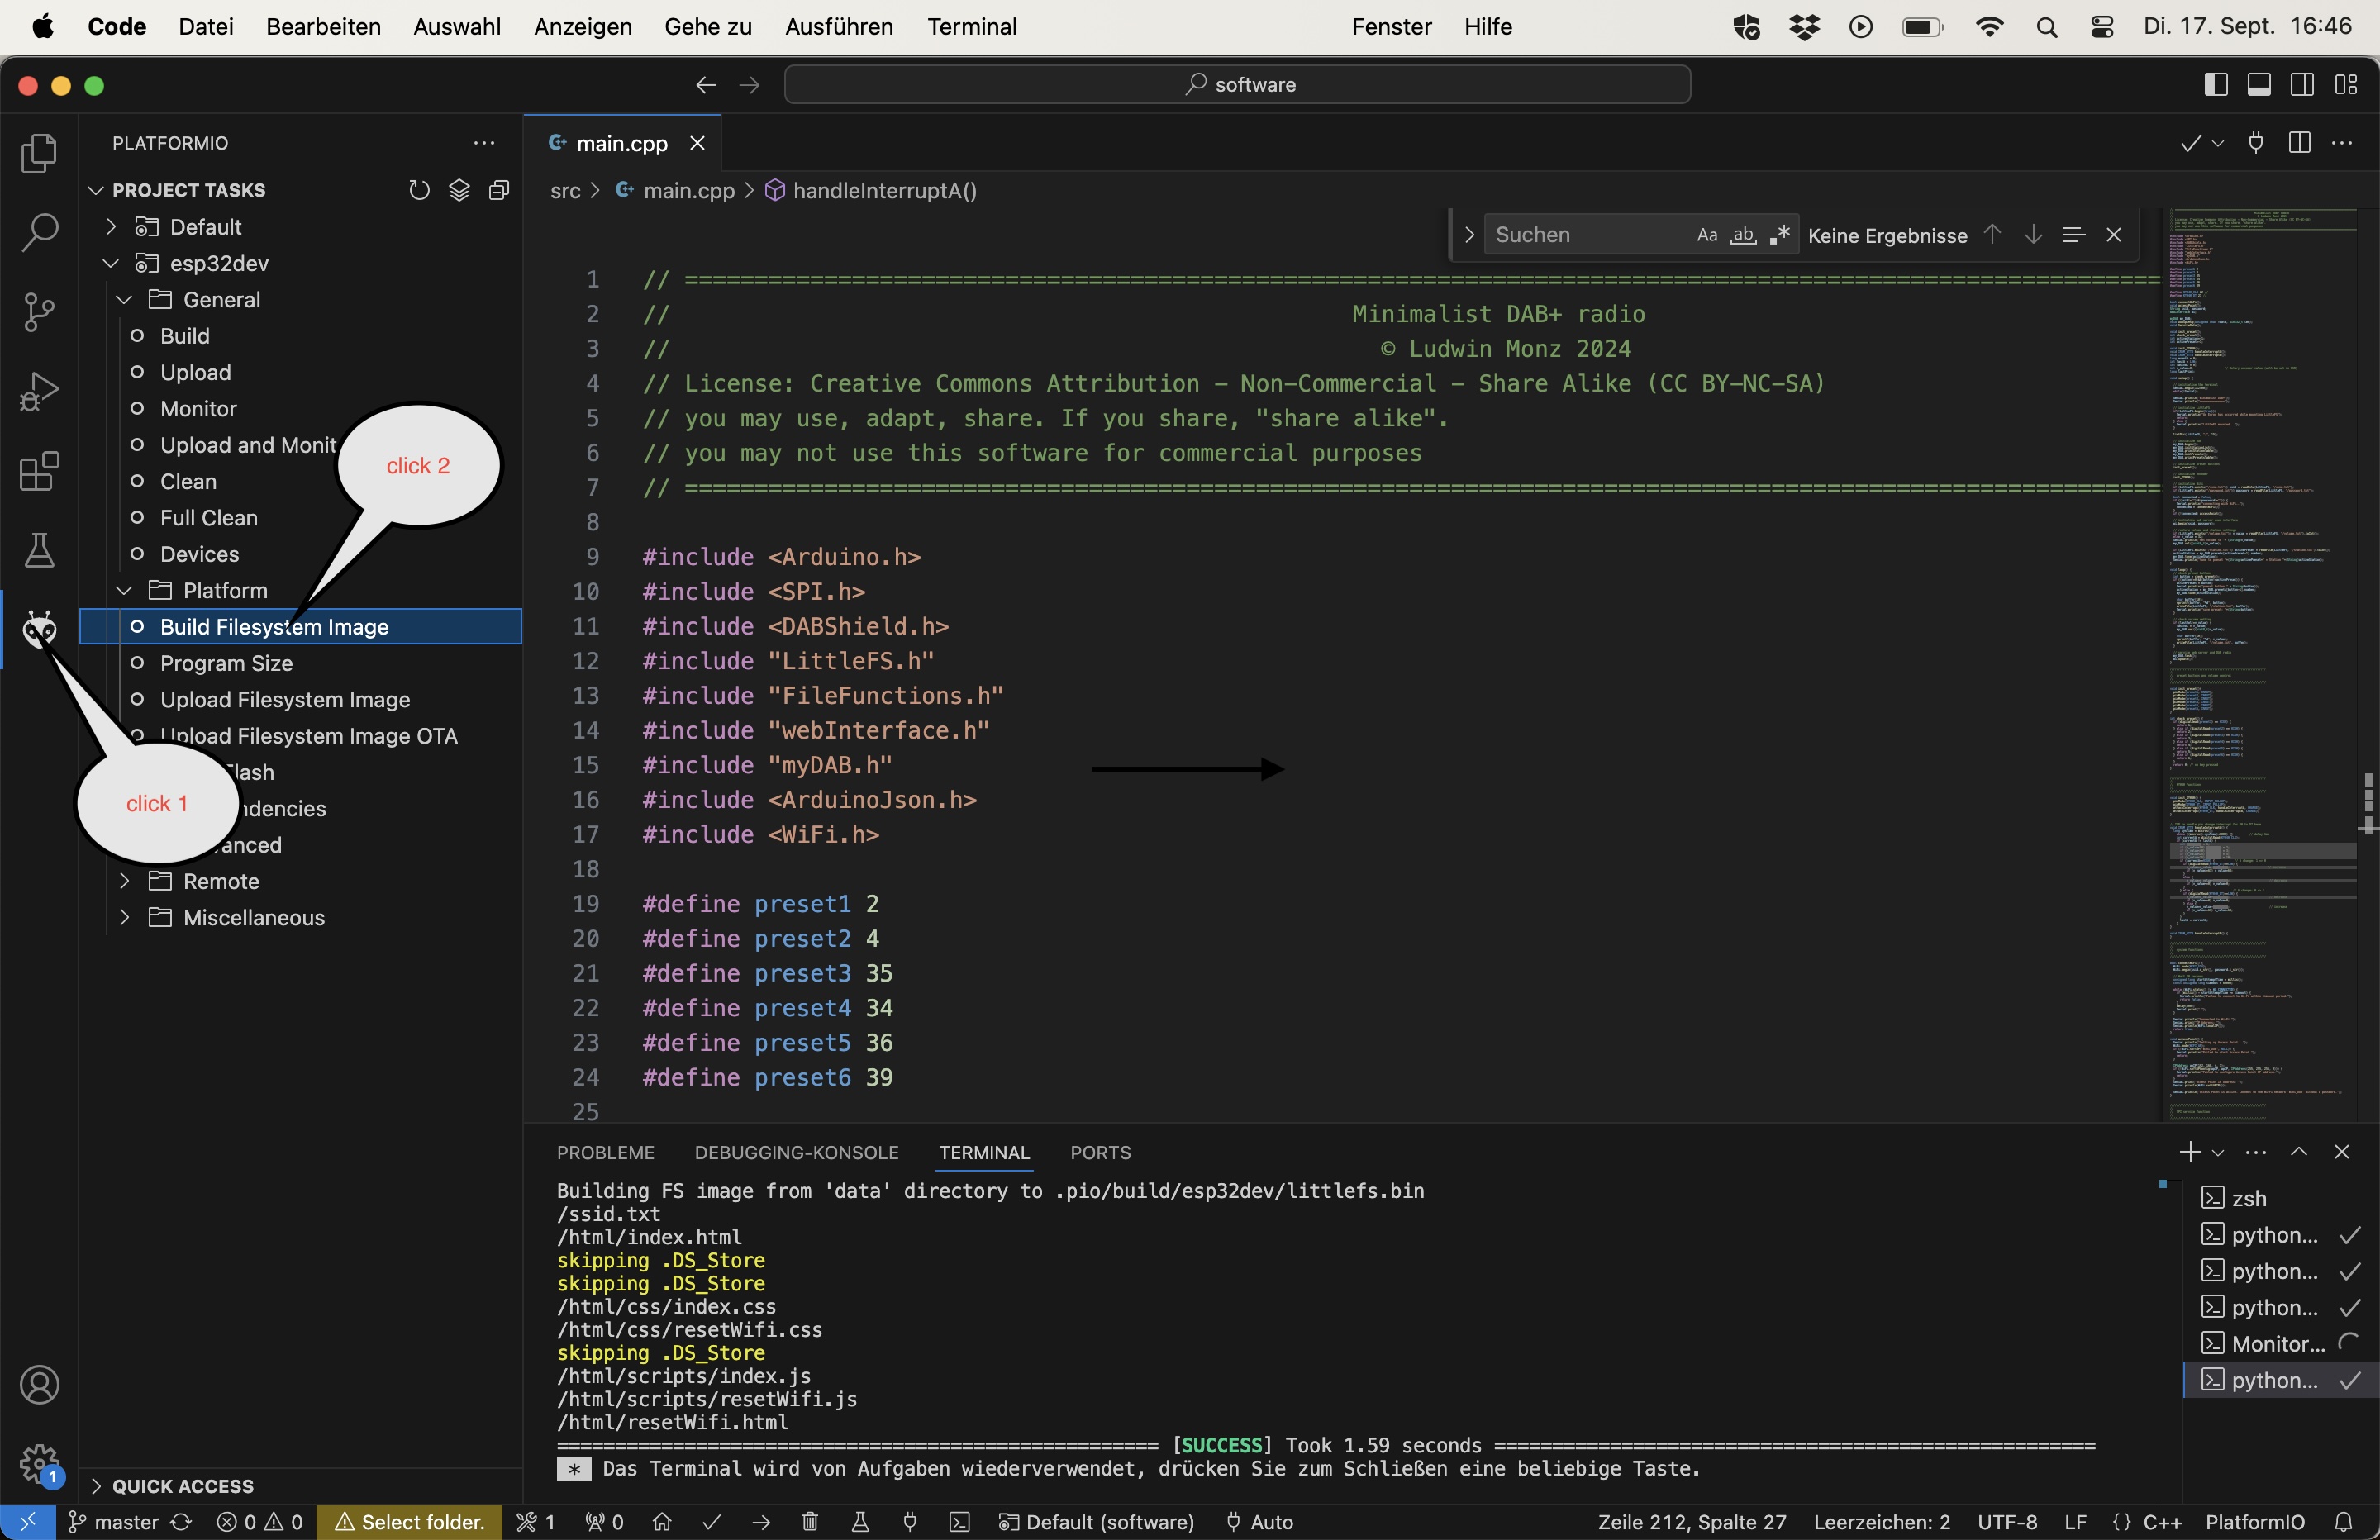 Code Datei Bearbeiten Auswahl Anzeigen Gehe zu Ausführen Terminal Fenster Hilfe Di. 17. Sept. 16:46
software
PLATFORMIO
PROJECT TASKS
Default
esp32dev
General
Build
Upload
Monitor
Upload and Monit
Clean
Full Clean
Devices
Platform
Build Filesystem Image
Program Size
Upload Filesystem Image
Upload Filesystem Image OTA
lash
ndencies
anced
Remote
Miscellaneous
click 2
click 1
QUICK ACCESS
main.cpp
src > main.cpp > handleInterruptA()
Suchen Aa ab Keine Ergebnisse
1 // ==========================================================================================================
2 // Minimalist DAB+ radio
3 // © Ludwin Monz 2024
4 // License: Creative Commons Attribution - Non-Commercial - Share Alike (CC BY-NC-SA)
5 // you may use, adapt, share. If you share, "share alike".
6 // you may not use this software for commercial purposes
7 // ==========================================================================================================
8
9 #include <Arduino.h>
10 #include <SPI.h>
11 #include <DABShield.h>
12 #include "LittleFS.h"
13 #include "FileFunctions.h"
14 #include "webInterface.h"
15 #include "myDAB.h"
16 #include <ArduinoJson.h>
17 #include <WiFi.h>
18
19 #define preset1 2
20 #define preset2 4
21 #define preset3 35
22 #define preset4 34
23 #define preset5 36
24 #define preset6 39
25
PROBLEME DEBUGGING-KONSOLE TERMINAL PORTS
Building FS image from 'data' directory to .pio/build/esp32dev/littlefs.bin
/ssid.txt
/html/index.html
skipping .DS_Store
skipping .DS_Store
/html/css/index.css
/html/css/resetWifi.css
skipping .DS_Store
/html/scripts/index.js
/html/scripts/resetWifi.js
/html/resetWifi.html
==================================================== [SUCCESS] Took 1.59 seconds ====================================================
* Das Terminal wird von Aufgaben wiederverwendet, drücken Sie zum Schließen eine beliebige Taste.
zsh
python...
python...
python...
Monitor...
python...
1
master 0 0 Select folder. 1 0 Default (software) Auto Zeile 212, Spalte 27 Leerzeichen: 2 UTF-8 LF {} C++ PlatformIO